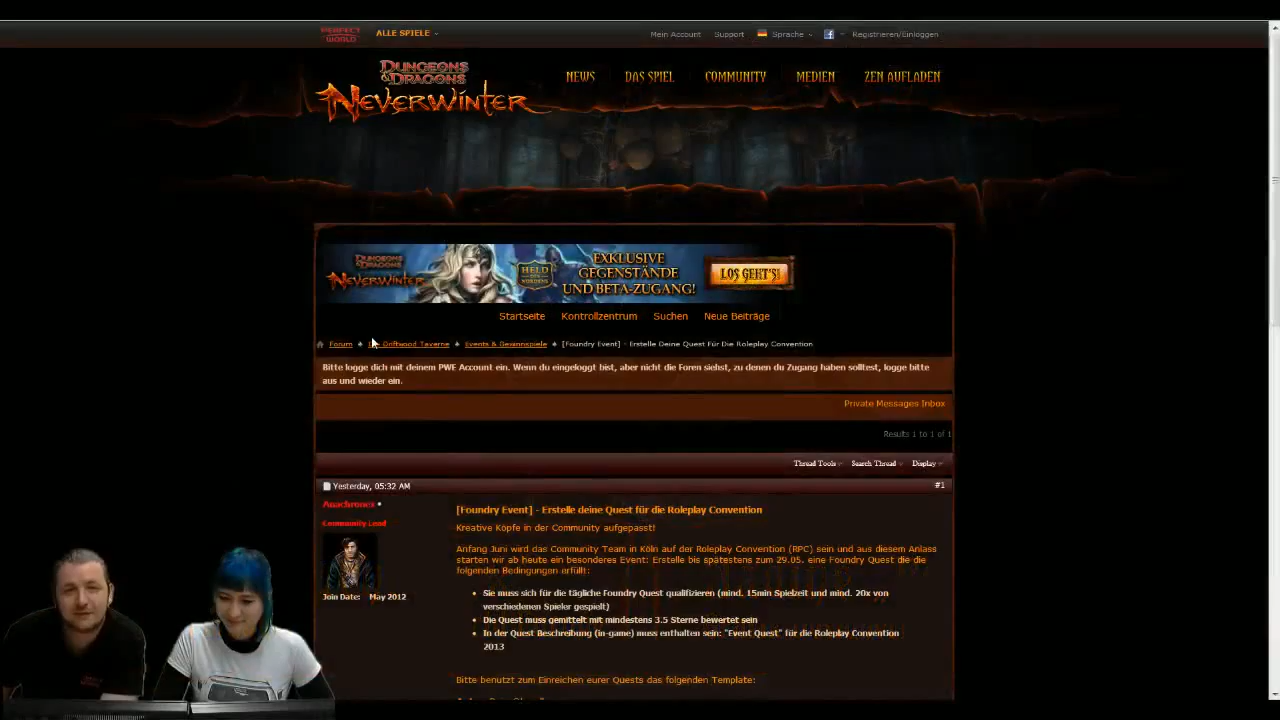 PERFECT WORLD
ALLE SPIELE
Mein Account Support Sprache Registrieren/Einloggen
DUNGEONS & DRAGONS
NEVERWINTER
NEWS DAS SPIEL COMMUNITY MEDIEN ZEN AUFLADEN
DUNGEONS & DRAGONS
NEVERWINTER
HELD DES NORDENS
EXKLUSIVE
GEGENSTÄNDE
UND BETA-ZUGANG!
LOS GEHT'S!
Startseite Kontrollzentrum Suchen Neue Beiträge
Forum Driftwood Taverne Events & Gewinnspiele [Foundry Event] - Erstelle Deine Quest Für Die Roleplay Convention
Bitte logge dich mit deinem PWE Account ein. Wenn du eingeloggt bist, aber nicht die Foren siehst, zu denen du Zugang haben solltest, logge bitte
aus und wieder ein.
Private Messages Inbox
Results 1 to 1 of 1
Thread Tools Search Thread Display
Yesterday, 05:32 AM #1
Anachronex
Community Lead
Join Date: May 2012
[Foundry Event] - Erstelle deine Quest für die Roleplay Convention
Kreative Köpfe in der Community aufgepasst!
Anfang Juni wird das Community Team in Köln auf der Roleplay Convention (RPC) sein und aus diesem Anlass
starten wir ab heute ein besonderes Event: Erstelle bis spätestens zum 29.05. eine Foundry Quest die die
folgenden Bedingungen erfüllt:
• Sie muss sich für die tägliche Foundry Quest qualifizieren (mind. 15min Spielzeit und mind. 20x von
verschiedenen Spieler gespielt)
• Die Quest muss gemittelt mit mindestens 3.5 Sterne bewertet sein
• In der Quest Beschreibung (in-game) muss enthalten sein: "Event Quest" für die Roleplay Convention
2013
Bitte benutzt zum Einreichen eurer Quests das folgenden Template: